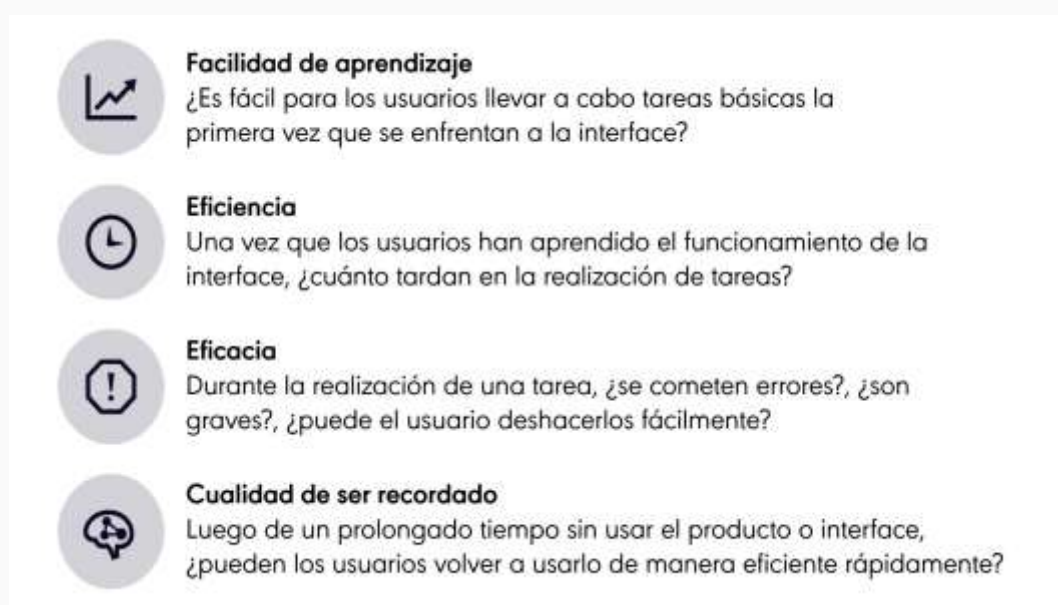 Facilidad de aprendizaje
¿Es fácil para los usuarios llevar a cabo tareas básicas la
primera vez que se enfrentan a la interface?
Eficiencia
Una vez que los usuarios han aprendido el funcionamiento de la
interface, ¿cuánto tardan en la realización de tareas?
Eficacia
Durante la realización de una tarea, ¿se cometen errores?, ¿son
graves?, ¿puede el usuario deshacerlos fácilmente?
Cualidad de ser recordado
Luego de un prolongado tiempo sin usar el producto o interface,
¿pueden los usuarios volver a usarlo de manera eficiente rápidamente?